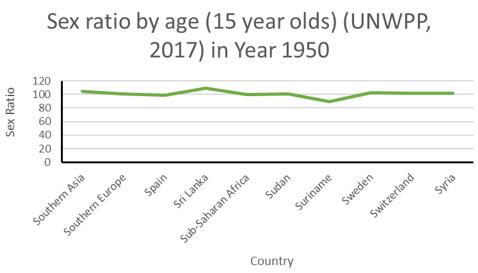 Sex ratio by age (15 year olds) (UNWPP,
2017) in Year 1950
120
100
80
60
40
20
0
Sex Ratio
Southern Asia
Southern Europe
Spain
Sri Lanka
Sub-Saharan Africa
Sudan
Suriname
Sweden
Switzerland
Syria
Country